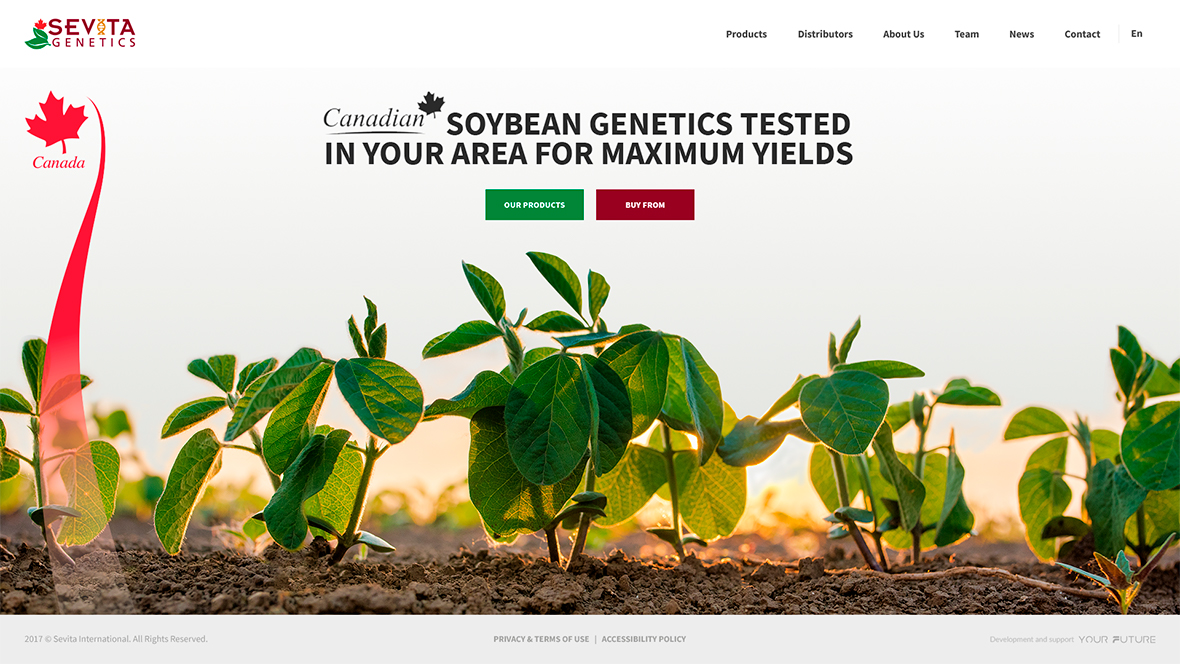 SEVITA
GENETICS
Products
Distributors
About Us
Team
News
Contact
En
Canada
Canadian SOYBEAN GENETICS TESTED
IN YOUR AREA FOR MAXIMUM YIELDS
OUR PRODUCTS
BUY FROM
2017 © Sevita International. All Rights Reserved.
PRIVACY & TERMS OF USE | ACCESSIBILITY POLICY
Development and support YOUR FUTURE